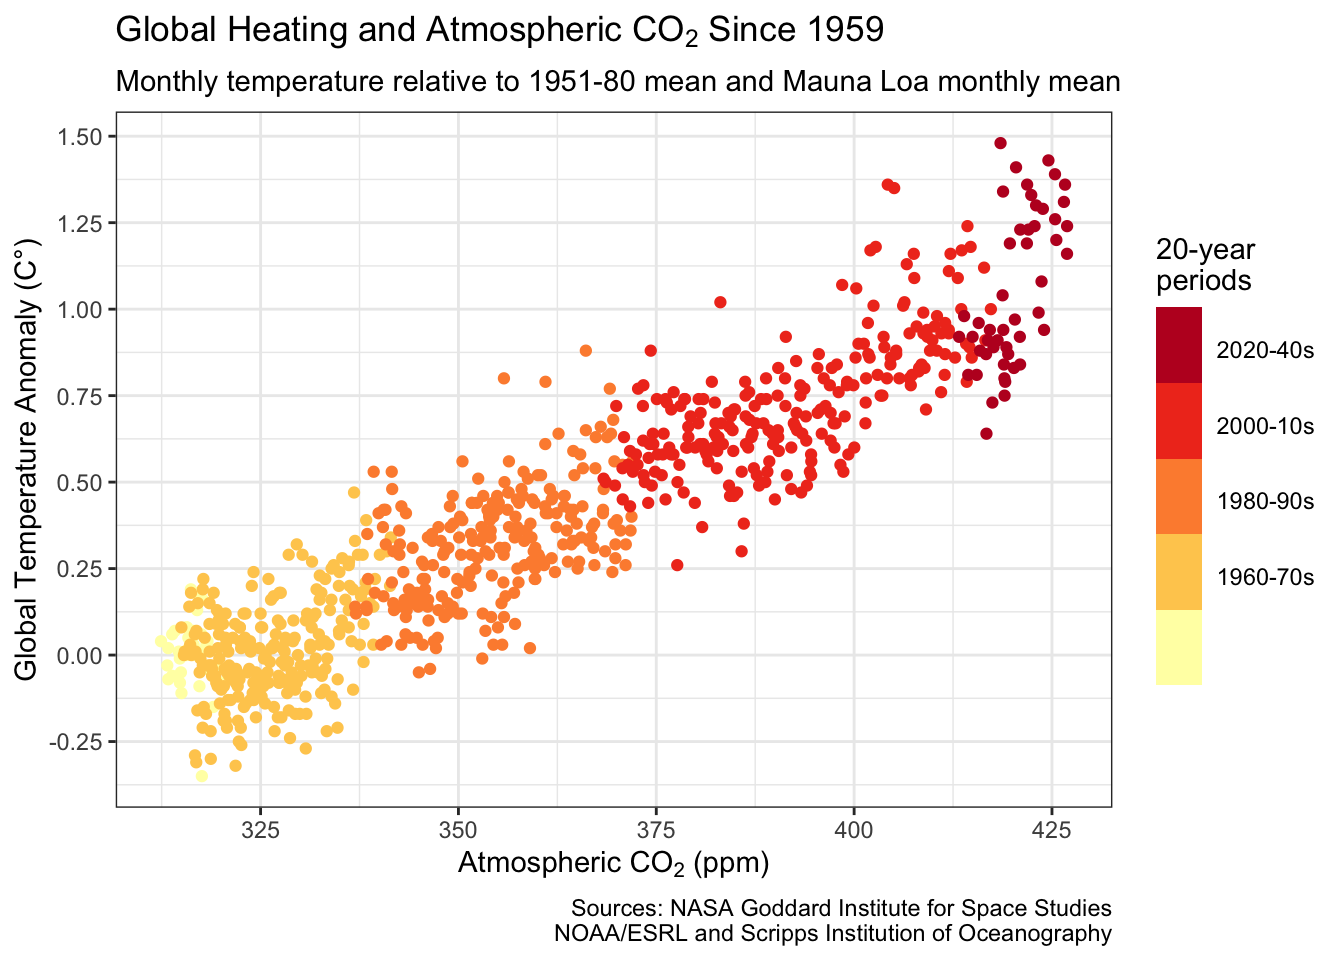 Global Heating and Atmospheric CO₂ Since 1959
Monthly temperature relative to 1951-80 mean and Mauna Loa monthly mean
Global Temperature Anomaly (C°)
1.50
1.25
1.00
0.75
0.50
0.25
0.00
-0.25
325 350 375 400 425
Atmospheric CO₂ (ppm)
20-year
periods
2020-40s
2000-10s
1980-90s
1960-70s
Sources: NASA Goddard Institute for Space Studies
NOAA/ESRL and Scripps Institution of Oceanography